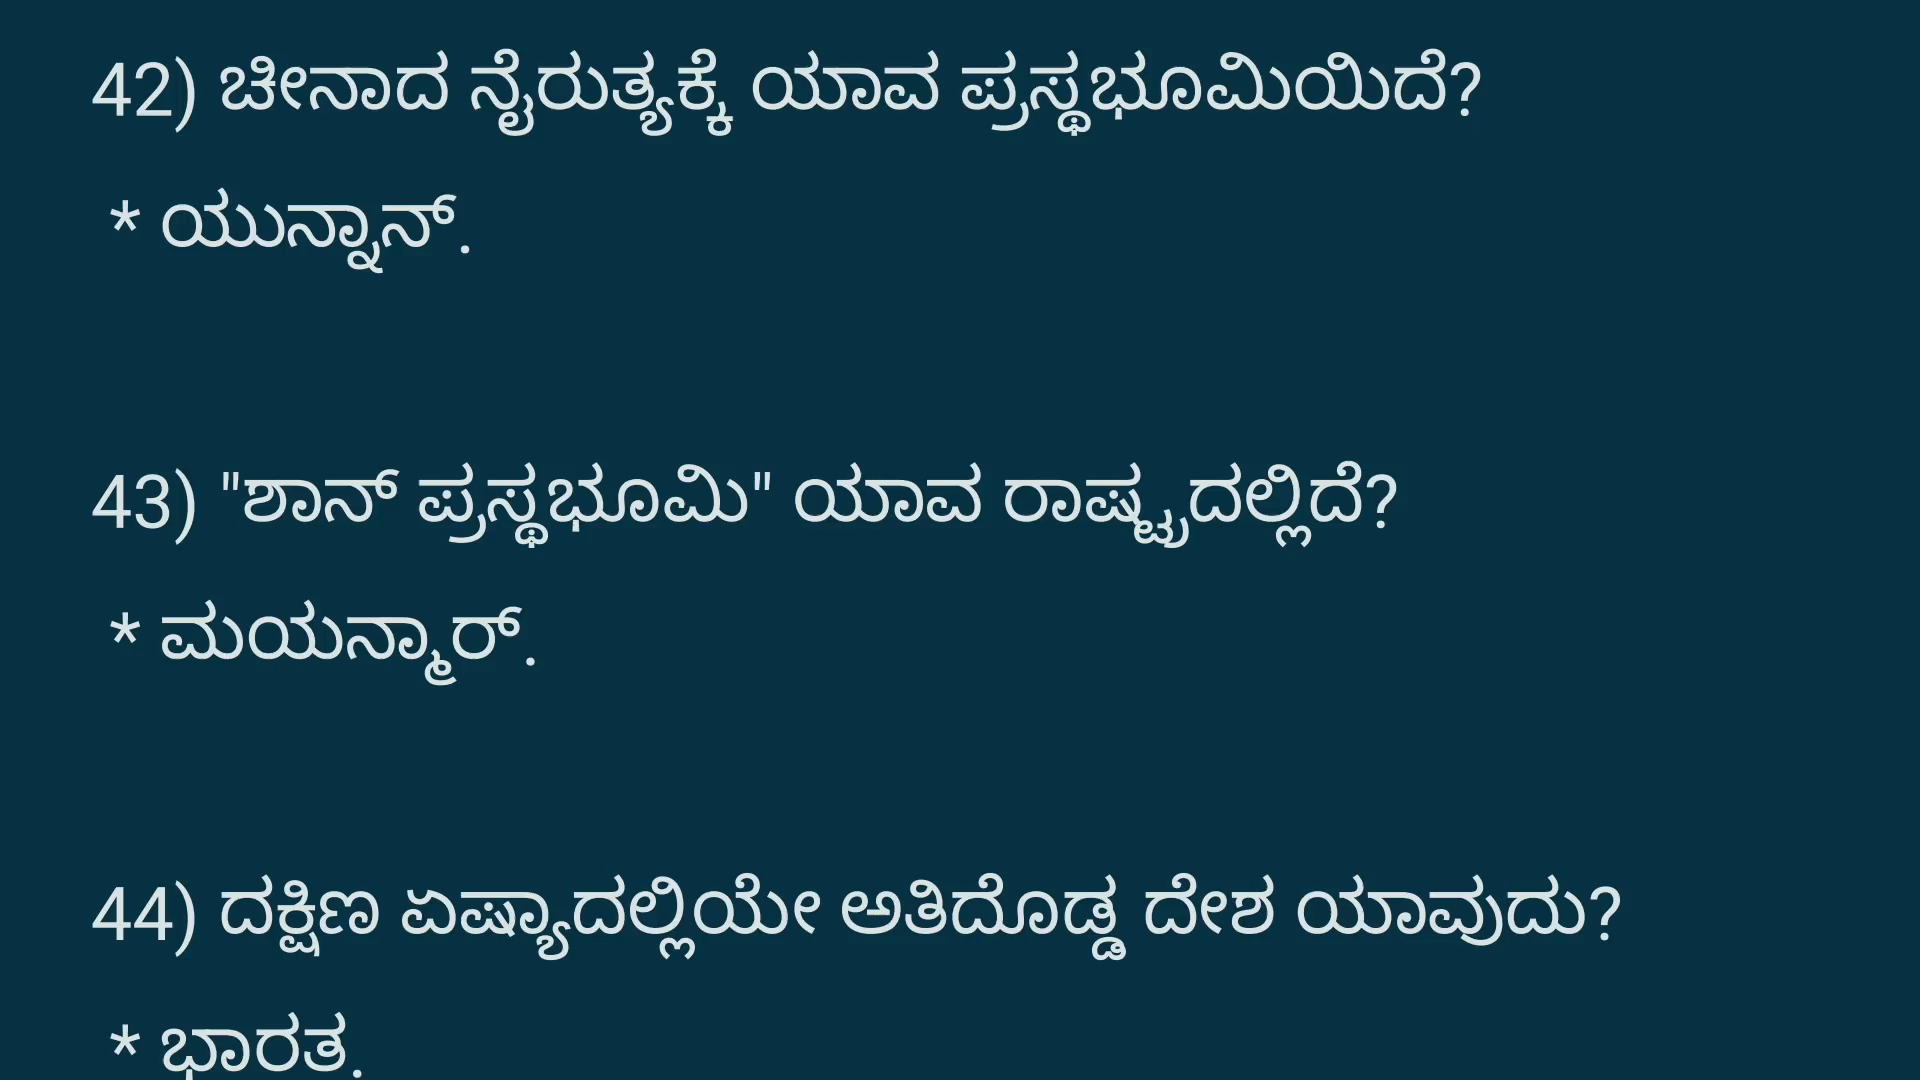 42) ಚೀನಾದ ನೈರುತ್ಯಕ್ಕೆ ಯಾವ ಪ್ರಸ್ಥಭೂಮಿಯಿದೆ?
* ಯುನ್ನಾನ್.
43) "ಶಾನ್ ಪ್ರಸ್ಥಭೂಮಿ" ಯಾವ ರಾಷ್ಟ್ರದಲ್ಲಿದೆ?
* ಮಯನ್ಮಾರ್.
44) ದಕ್ಷಿಣ ಏಷ್ಯಾದಲ್ಲಿಯೇ ಅತಿದೊಡ್ಡ ದೇಶ ಯಾವುದು?
* ಭಾರತ.